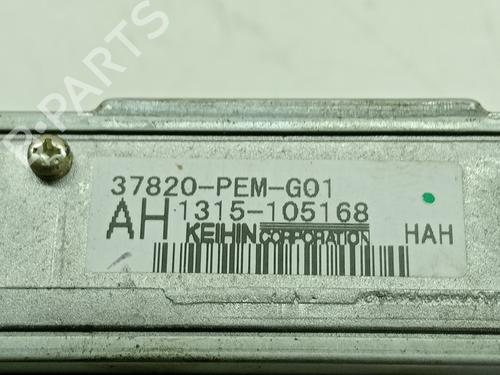 B-PARTS
37820-PEM-G01
AH 1315-105168
KEIHIN CORPORATION HAH